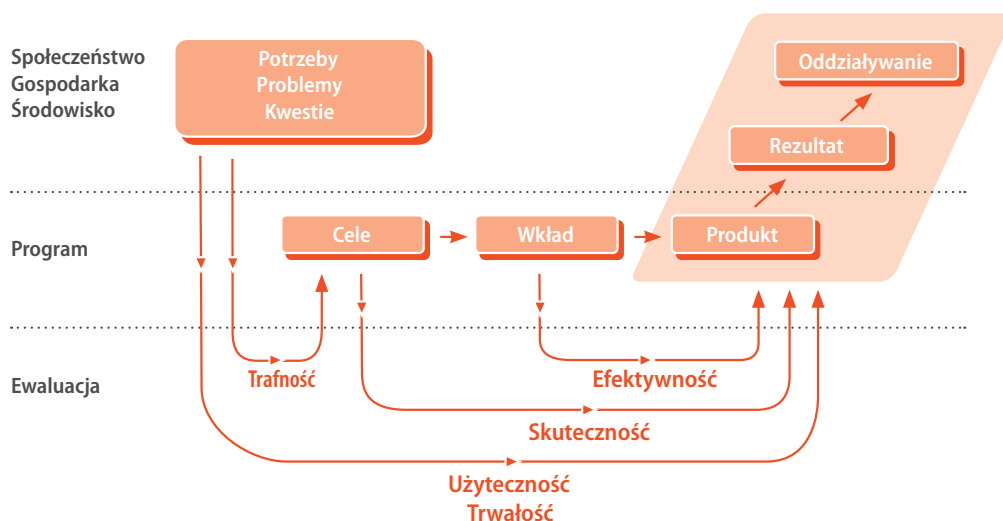 Społeczeństwo
Gospodarka
Środowisko
Potrzeby
Problemy
Kwestie
Oddziaływanie
Rezultat
Program
Cele
Wkład
Produkt
Ewaluacja
Trafność
Efektywność
Skuteczność
Użyteczność
Trwałość